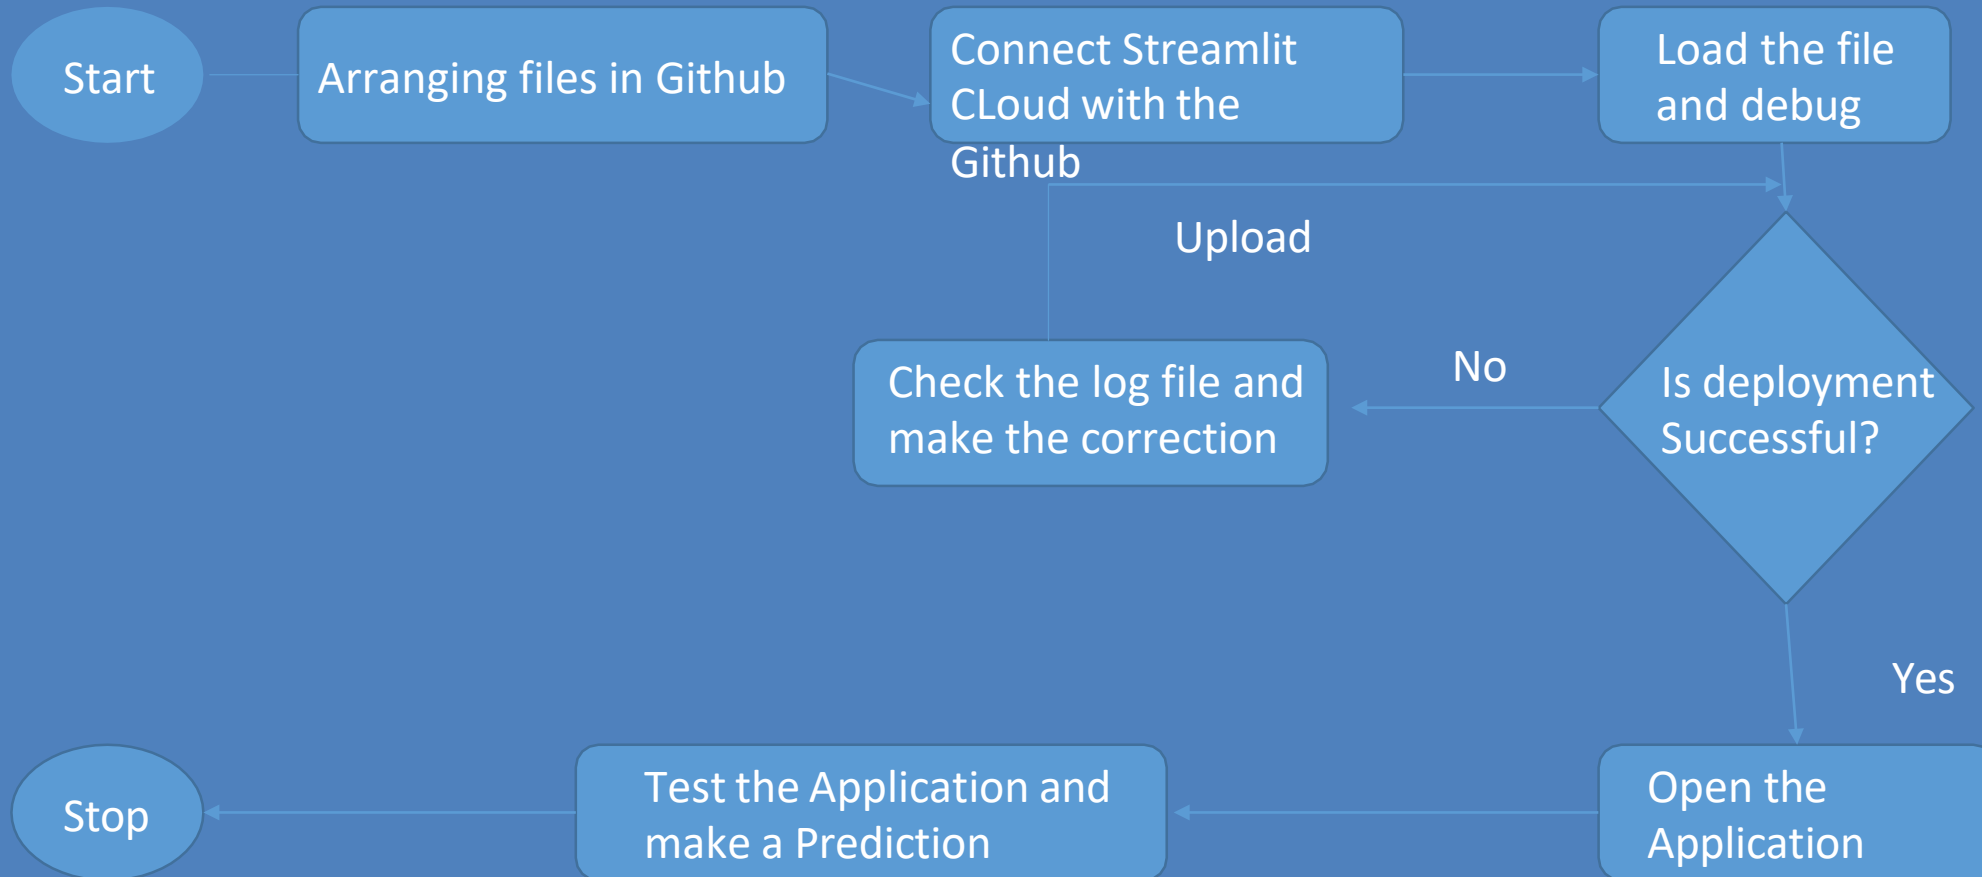 Start
Arranging files in Github
Connect Streamlit
CLoud with the
Github
Load the file
and debug
Upload
Check the log file and
make the correction
No
Is deployment
Successful?
Yes
Stop
Test the Application and
make a Prediction
Open the
Application